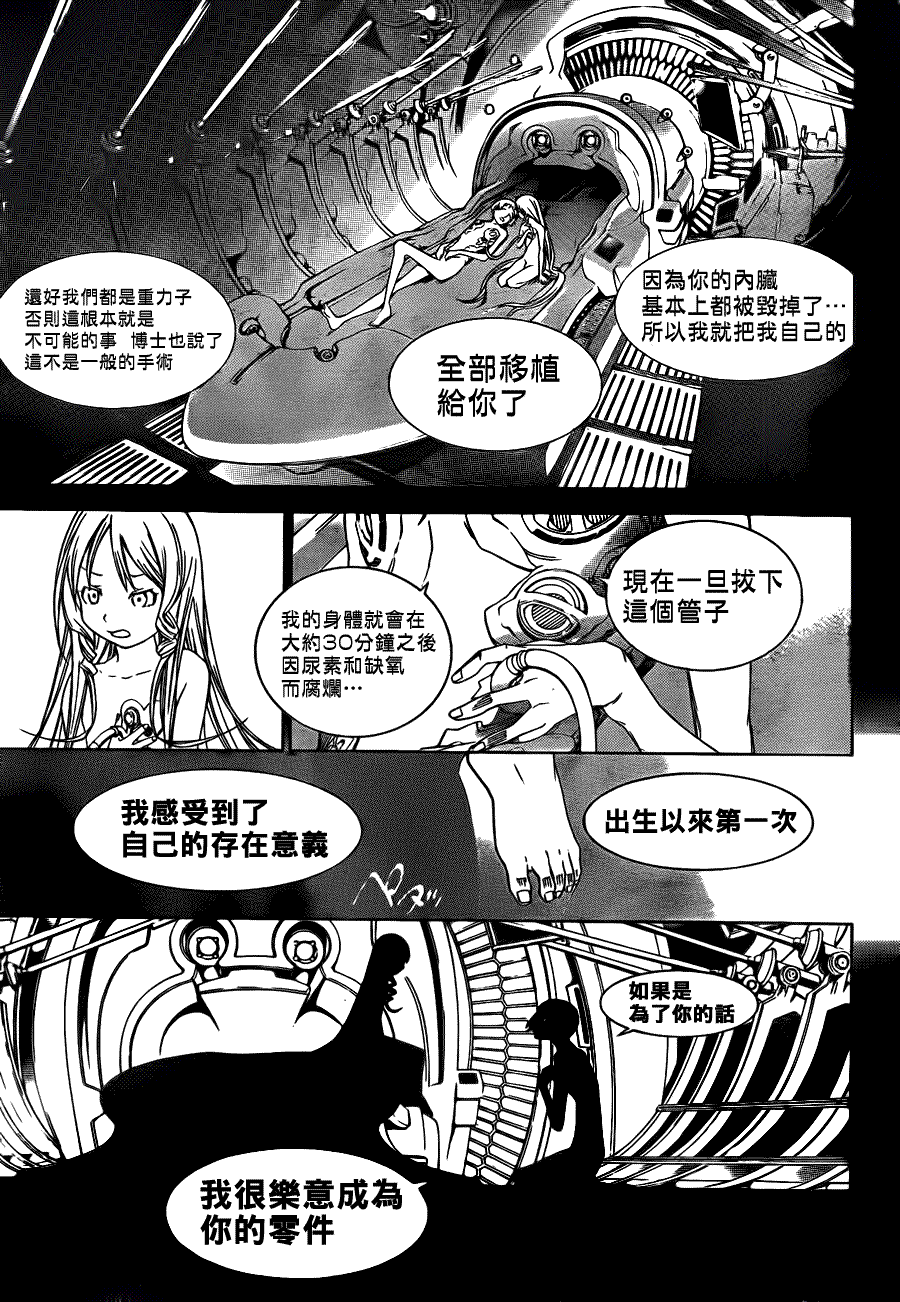 因為你的內臟
基本上都被毀掉了…
所以我就把我自己的
全部移植
給你了
還好我們都是重力子
否則這根本就是
不可能的事 博士也說了
這不是一般的手術
現在一旦拔下
這個管子
我的身體就會在
大約30分鐘之後
因尿素和缺氧
而腐爛…
出生以來第一次
我感受到了
自己的存在意義
如果是
為了你的話
我很樂意成為
你的零件